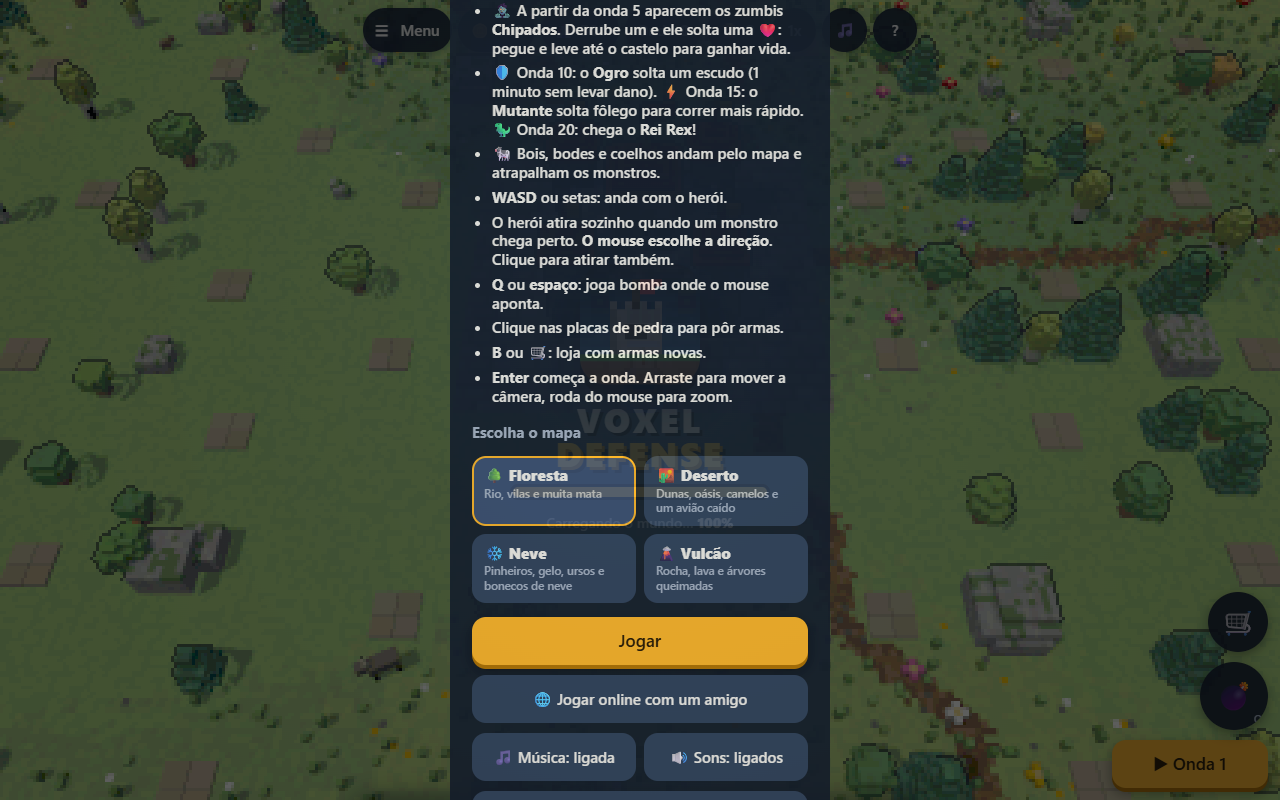 Menu
?
A partir da onda 5 aparecem os zumbis
Chipados. Derrube um e ele solta uma ❤️:
pegue e leve até o castelo para ganhar vida.
Onda 10: o Ogro solta um escudo (1
minuto sem levar dano). ⚡ Onda 15: o
Mutante solta fôlego para correr mais rápido.
🦖 Onda 20: chega o Rei Rex!
Bois, bodes e coelhos andam pelo mapa e
atrapalham os monstros.
WASD ou setas: anda com o herói.
O herói atira sozinho quando um monstro
chega perto. O mouse escolhe a direção.
Clique para atirar também.
Q ou espaço: joga bomba onde o mouse
aponta.
Clique nas placas de pedra para pôr armas.
B ou 🛒: loja com armas novas.
Enter começa a onda. Arraste para mover a
câmera, roda do mouse para zoom.
VOXEL
DEFENSE
Escolha o mapa
Floresta
Rio, vilas e muita mata
Deserto
Dunas, oásis, camelos e
um avião caído
Carregando o mundo... 100%
Neve
Pinheiros, gelo, ursos e
bonecos de neve
Vulcão
Rocha, lava e árvores
queimadas
Jogar
Jogar online com um amigo
Música: ligada
Sons: ligados
▶ Onda 1